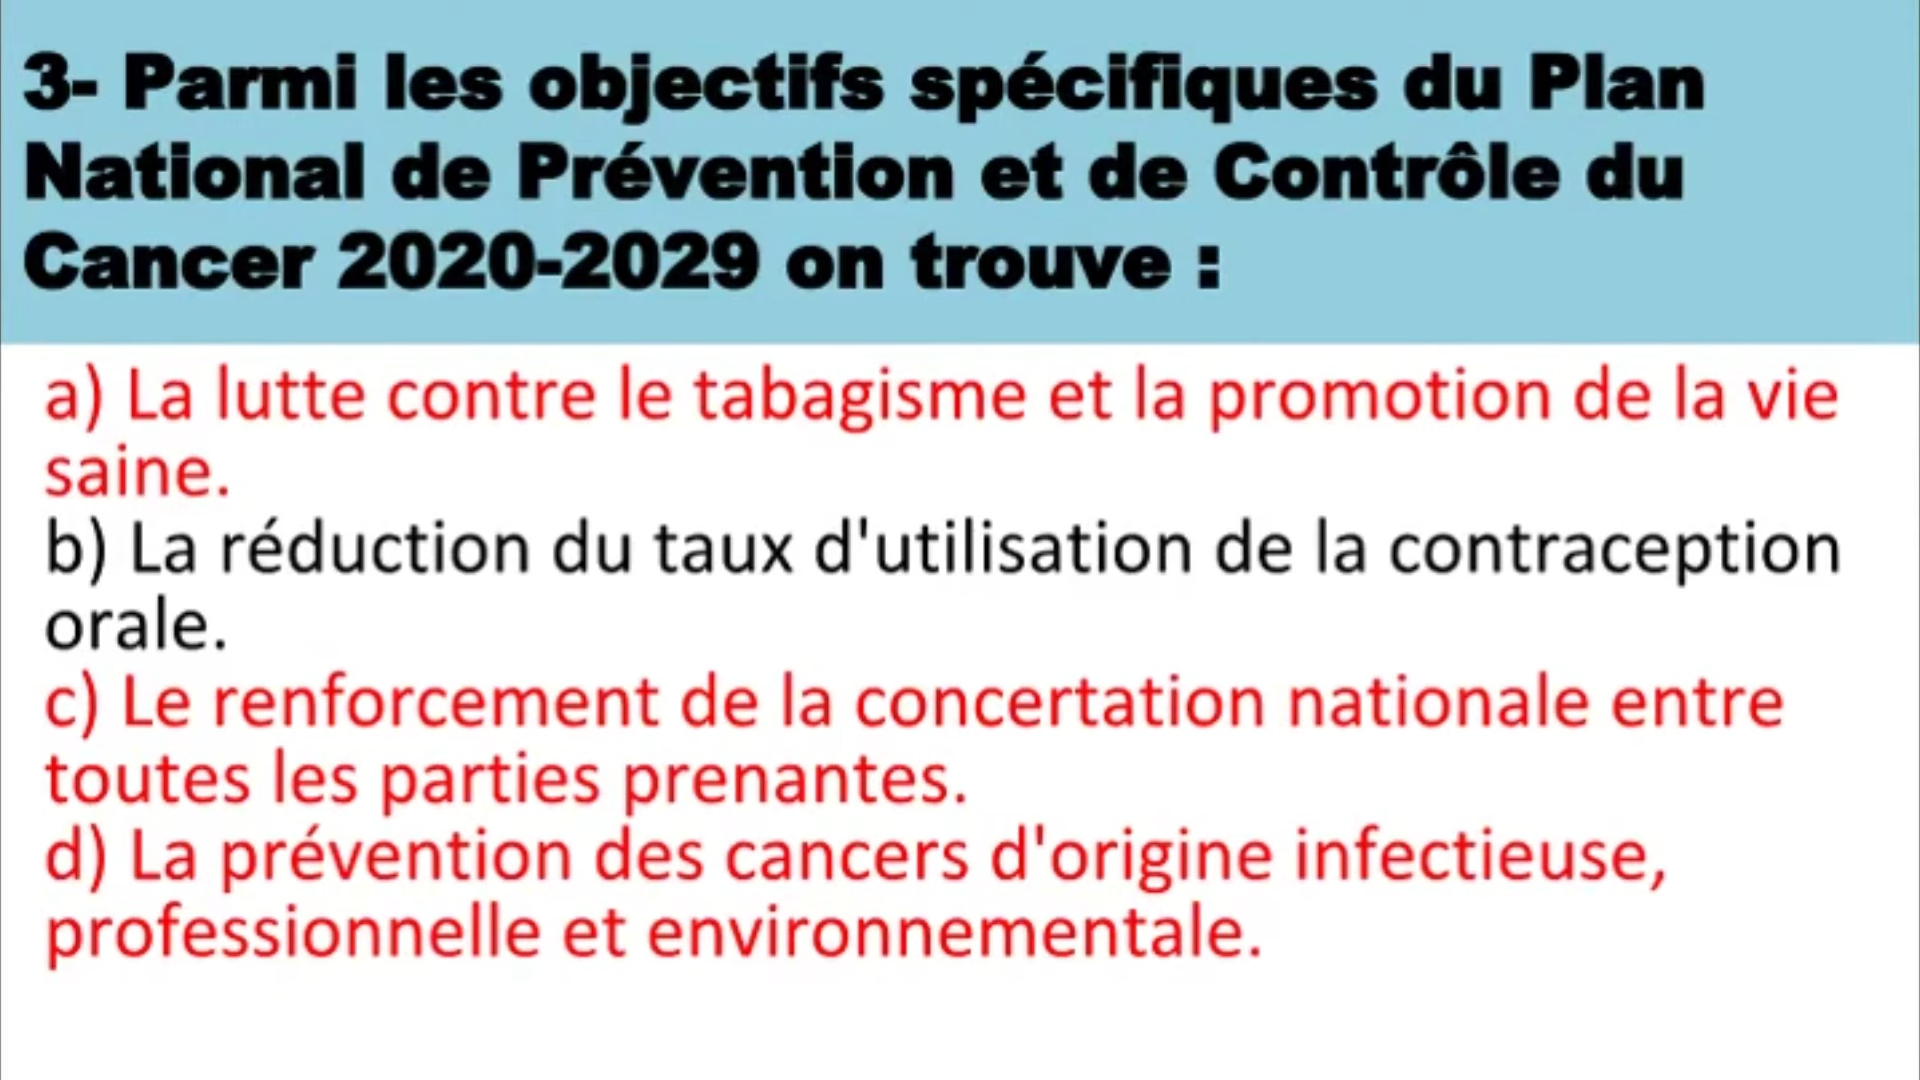 3- Parmi les objectifs spécifiques du Plan
National de Prévention et de Contrôle du
Cancer 2020-2029 on trouve :
a) La lutte contre le tabagisme et la promotion de la vie
saine.
b) La réduction du taux d'utilisation de la contraception
orale.
c) Le renforcement de la concertation nationale entre
toutes les parties prenantes.
d) La prévention des cancers d'origine infectieuse,
professionnelle et environnementale.